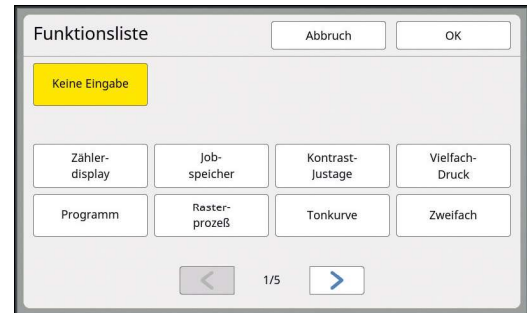 Funktionsliste
Abbruch
OK
Keine Eingabe
Zähler-
display
Job-
speicher
Kontrast-
Justage
Vielfach-
Druck
Programm
Raster-
prozeß
Tonkurve
Zweifach
1/5